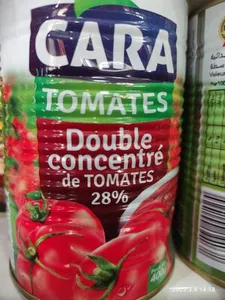 CARA
TOMATES
Double
concentré
de TOMATES
28%